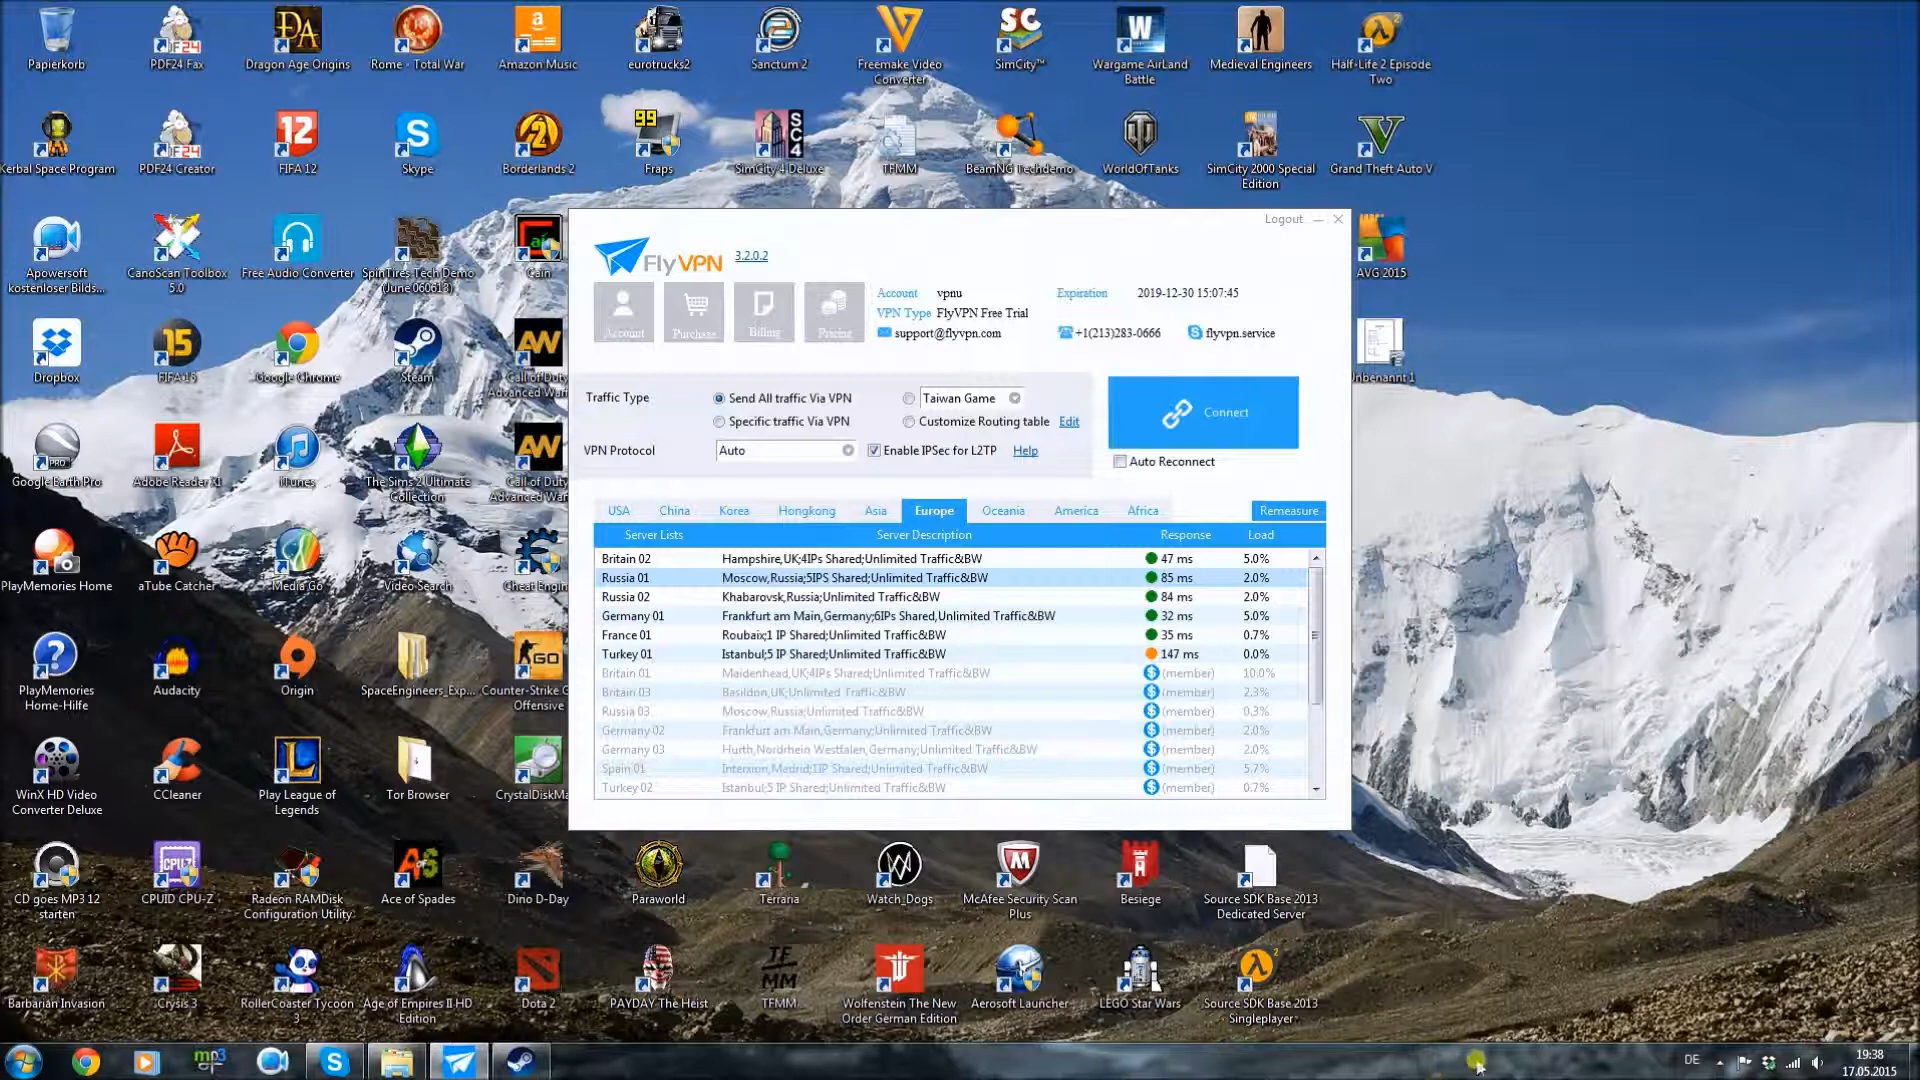 Papierkorb
PDF24 Fax
Dragon Age Origins
Rome - Total War
Amazon Music
eurotrucks2
Sanctum 2
Freemake Video
Converter
SimCity™
Wargame AirLand
Battle
Medieval Engineers
Half-Life 2 Episode
Two
Kerbal Space Program
PDF24 Creator
FIFA 12
Skype
Borderlands 2
Fraps
SimCity 4 Deluxe
TFMM
BeamNG Techdemo
WorldOfTanks
SimCity 2000 Special
Edition
Grand Theft Auto V
Apowersoft
kostenloser Bilds...
CanoScan Toolbox
5.0
Free Audio Converter
SpinTires Tech Demo
(June 060613)
Cain
AVG 2015
Dropbox
FIFA 15
Google Chrome
Steam
Call of Duty
Advanced War
Unbenannt 1
Google Earth Pro
Adobe Reader XI
iTunes
The Sims 2 Ultimate
Collection
Call of Duty
Advanced War
PlayMemories Home
aTube Catcher
Media Go
Video-Search
Cheat Engin
PlayMemories
Home-Hilfe
Audacity
Origin
SpaceEngineers_Exp...
Counter-Strike G
Offensive
WinX HD Video
Converter Deluxe
CCleaner
Play League of
Legends
Tor Browser
CrystalDiskMa
CD goes MP3 12
starten
CPUID CPU-Z
Radeon RAMDisk
Configuration Utility
Ace of Spades
Dino D-Day
Paraworld
Terraria
Watch_Dogs
McAfee Security Scan
Plus
Besiege
Source SDK Base 2013
Dedicated Server
Barbarian Invasion
Crysis 3
RollerCoaster Tycoon
3
Age of Empires II HD
Edition
Dota 2
PAYDAY The Heist
TFMM
Wolfenstein The New
Order German Edition
Aerosoft Launcher
LEGO Star Wars
Source SDK Base 2013
Singleplayer
Logout
FlyVPN 3.2.0.2
Account
Purchase
Billing
Pricing
Account vpnu
Expiration 2019-12-30 15:07:45
VPN Type FlyVPN Free Trial
support@flyvpn.com
+1(213)283-0666
flyvpn.service
Traffic Type
Send All traffic Via VPN
Taiwan Game
Specific traffic Via VPN
Customize Routing table Edit
VPN Protocol
Auto
Enable IPSec for L2TP Help
Connect
Auto Reconnect
USA China Korea Hongkong Asia Europe Oceania America Africa Remeasure
Server Lists Server Description Response Load
Britain 02 Hampshire,UK;4IPs Shared;Unlimited Traffic&BW 47 ms 5.0%
Russia 01 Moscow,Russia;5IPS Shared;Unlimited Traffic&BW 85 ms 2.0%
Russia 02 Khabarovsk,Russia;Unlimited Traffic&BW 84 ms 2.0%
Germany 01 Frankfurt am Main,Germany;6IPs Shared,Unlimited Traffic&BW 32 ms 5.0%
France 01 Roubaix;1 IP Shared;Unlimited Traffic&BW 35 ms 0.7%
Turkey 01 Istanbul;5 IP Shared;Unlimited Traffic&BW 147 ms 0.0%
Britain 01 Maidenhead,UK;4IPs Shared;Unlimited Traffic&BW (member) 10.0%
Britain 03 Basildon,UK;Unlimited Traffic&BW (member) 2.3%
Russia 03 Moscow,Russia;Unlimited Traffic&BW (member) 0.3%
Germany 02 Frankfurt am Main,Germany;Unlimited Traffic&BW (member) 2.0%
Germany 03 Hurth,Nordrhein Westfalen,Germany;Unlimited Traffic&BW (member) 2.0%
Spain 01 Interxion,Madrid;1IP Shared;Unlimited Traffic&BW (member) 5.7%
Turkey 02 Istanbul;5 IP Shared;Unlimited Traffic&BW (member) 0.7%
DE
19:38
17.05.2015